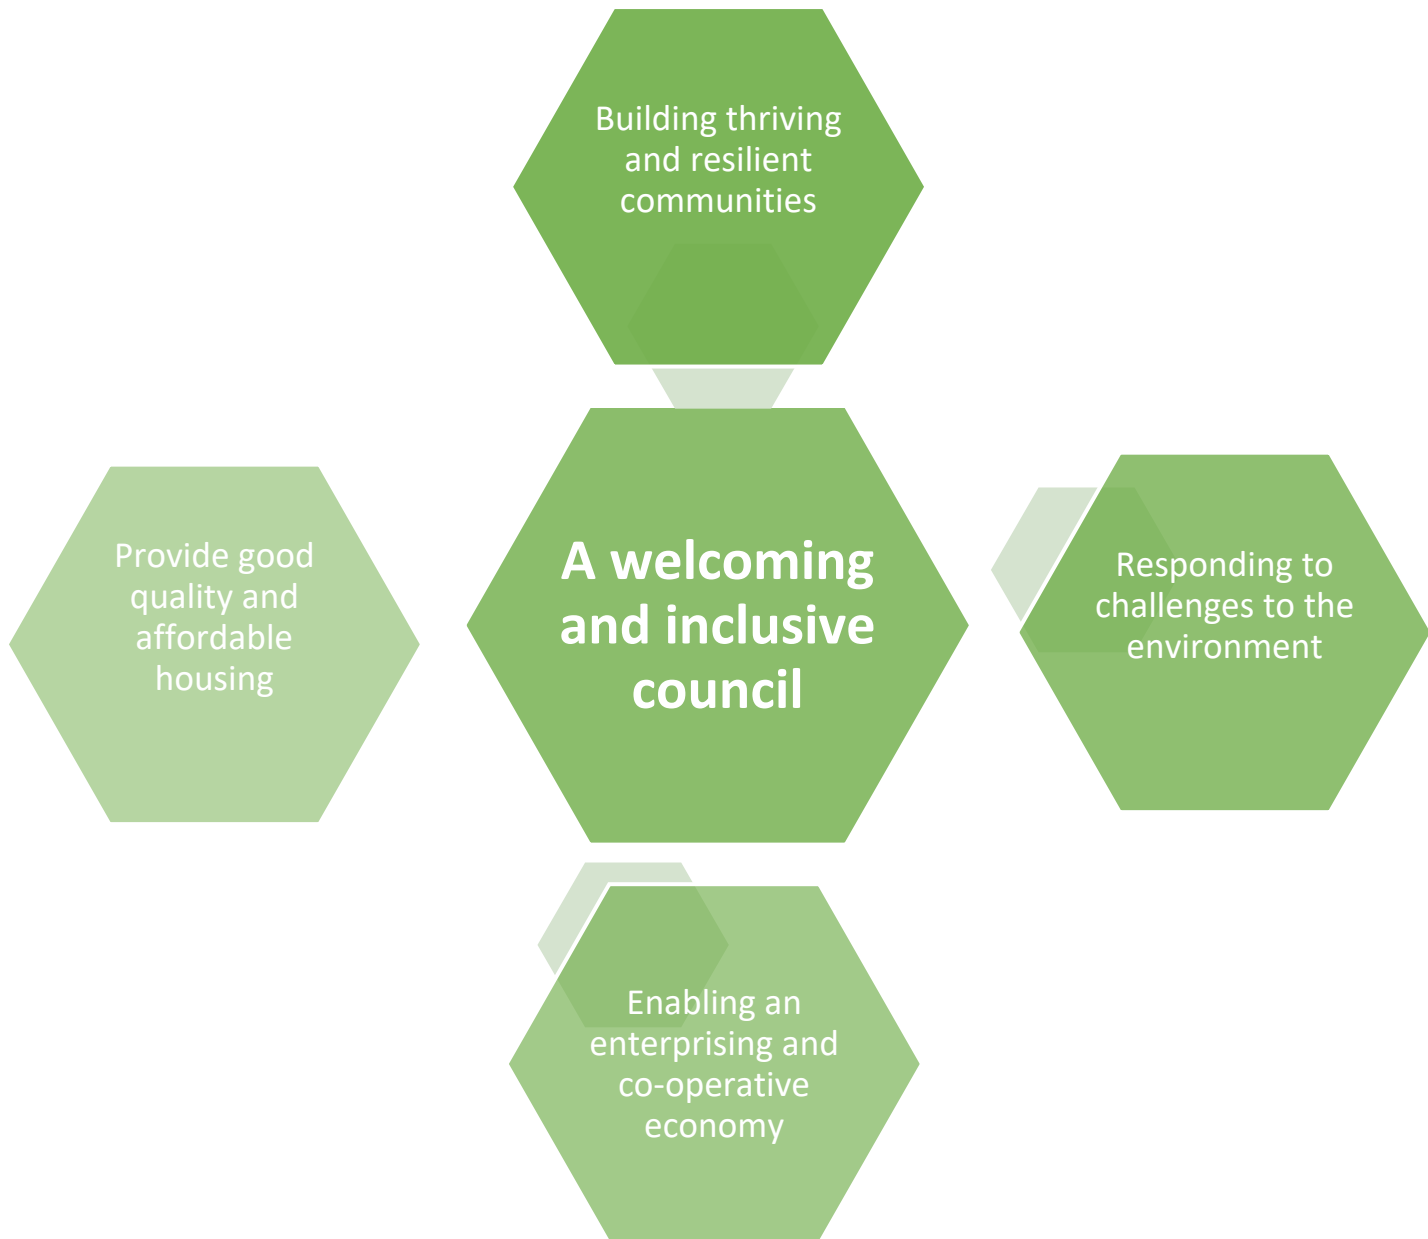 Building thriving
and resilient
communities
Provide good
quality and
affordable
housing
A welcoming
and inclusive
council
Responding to
challenges to the
environment
Enabling an
enterprising and
co-operative
economy